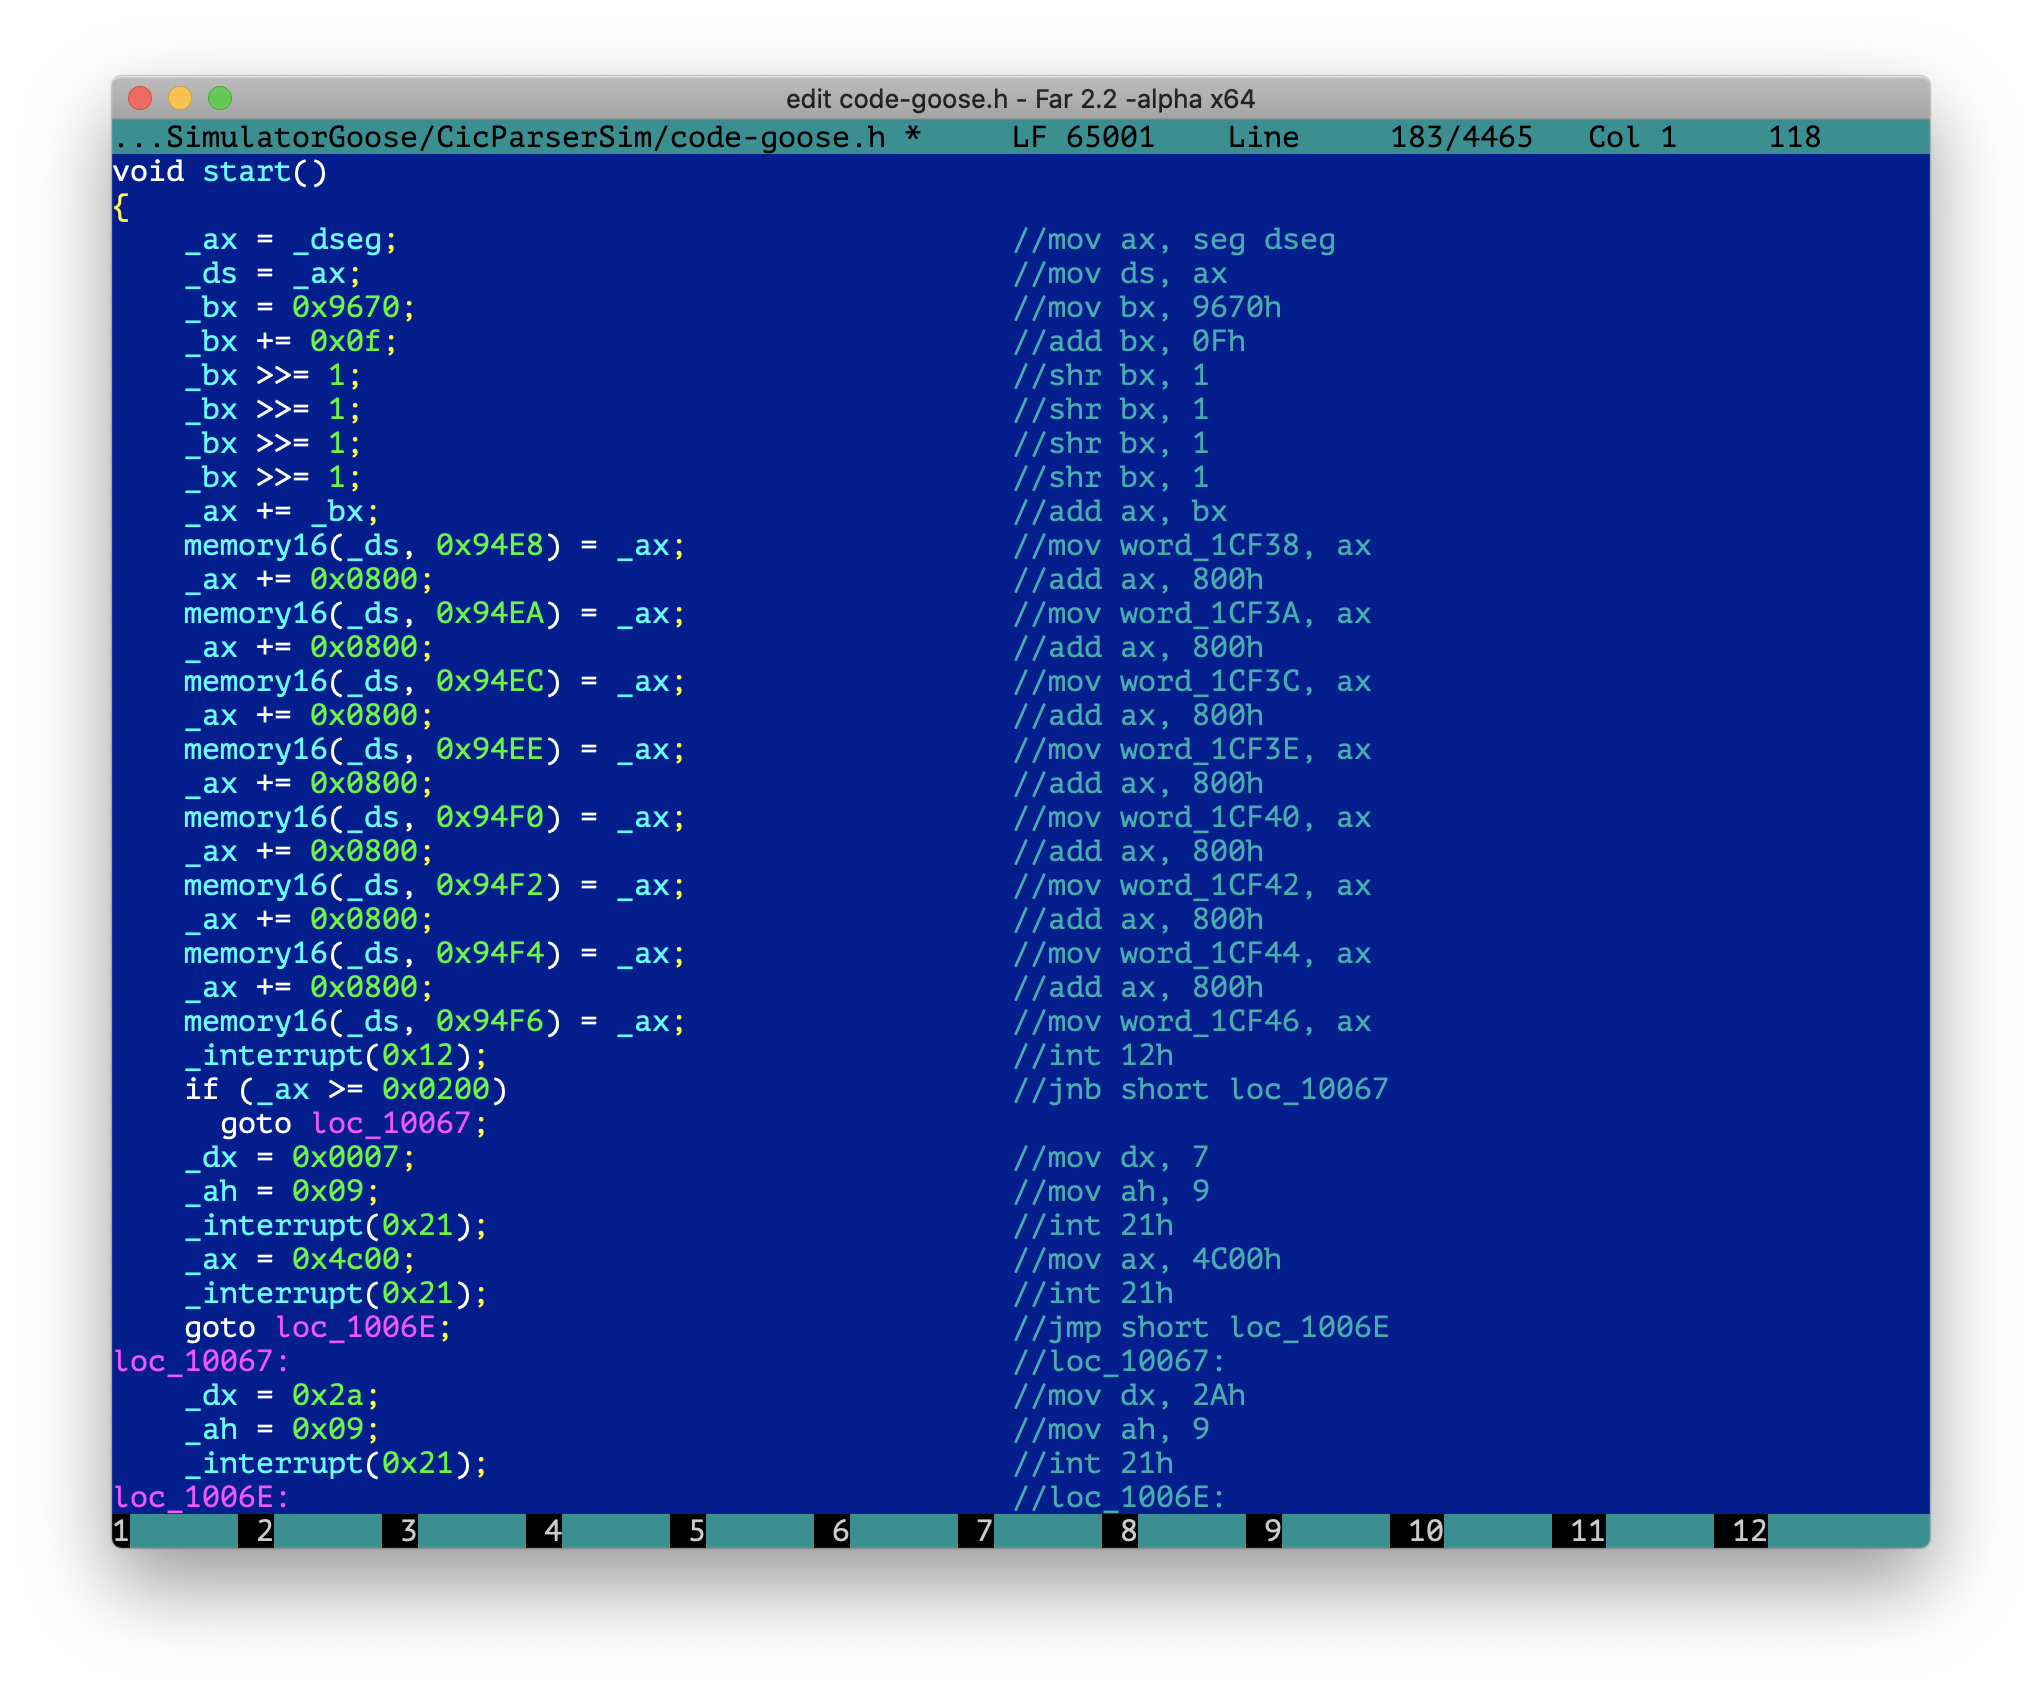 edit code-goose.h - Far 2.2 -alpha x64
...SimulatorGoose/CicParserSim/code-goose.h * LF 65001 Line 183/4465 Col 1 118
void start()
{
_ax = _dseg; //mov ax, seg dseg
_ds = _ax; //mov ds, ax
_bx = 0x9670; //mov bx, 9670h
_bx += 0x0f; //add bx, 0Fh
_bx >>= 1; //shr bx, 1
_bx >>= 1; //shr bx, 1
_bx >>= 1; //shr bx, 1
_bx >>= 1; //shr bx, 1
_ax += _bx; //add ax, bx
memory16(_ds, 0x94E8) = _ax; //mov word_1CF38, ax
_ax += 0x0800; //add ax, 800h
memory16(_ds, 0x94EA) = _ax; //mov word_1CF3A, ax
_ax += 0x0800; //add ax, 800h
memory16(_ds, 0x94EC) = _ax; //mov word_1CF3C, ax
_ax += 0x0800; //add ax, 800h
memory16(_ds, 0x94EE) = _ax; //mov word_1CF3E, ax
_ax += 0x0800; //add ax, 800h
memory16(_ds, 0x94F0) = _ax; //mov word_1CF40, ax
_ax += 0x0800; //add ax, 800h
memory16(_ds, 0x94F2) = _ax; //mov word_1CF42, ax
_ax += 0x0800; //add ax, 800h
memory16(_ds, 0x94F4) = _ax; //mov word_1CF44, ax
_ax += 0x0800; //add ax, 800h
memory16(_ds, 0x94F6) = _ax; //mov word_1CF46, ax
_interrupt(0x12); //int 12h
if (_ax >= 0x0200) //jnb short loc_10067
goto loc_10067;
_dx = 0x0007; //mov dx, 7
_ah = 0x09; //mov ah, 9
_interrupt(0x21); //int 21h
_ax = 0x4c00; //mov ax, 4C00h
_interrupt(0x21); //int 21h
goto loc_1006E; //jmp short loc_1006E
loc_10067: //loc_10067:
_dx = 0x2a; //mov dx, 2Ah
_ah = 0x09; //mov ah, 9
_interrupt(0x21); //int 21h
loc_1006E: //loc_1006E:
1 2 3 4 5 6 7 8 9 10 11 12